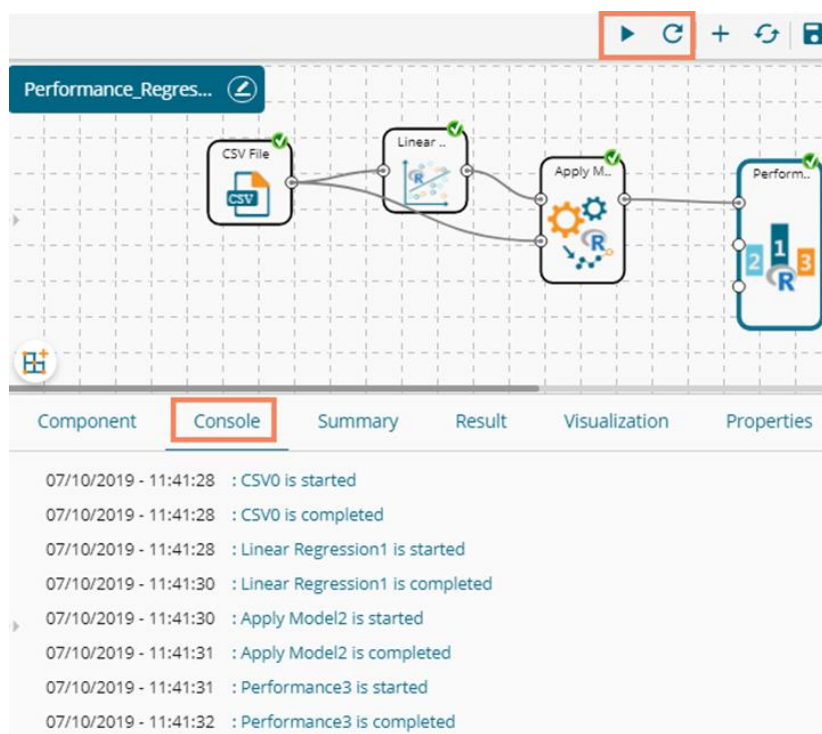 Performance_Regres...
CSV File
CSV
Linear ..
R
Apply M..
R
Perform..
2 1 3
R
Component Console Summary Result Visualization Properties
07/10/2019 - 11:41:28 : CSV0 is started
07/10/2019 - 11:41:28 : CSV0 is completed
07/10/2019 - 11:41:28 : Linear Regression1 is started
07/10/2019 - 11:41:30 : Linear Regression1 is completed
07/10/2019 - 11:41:30 : Apply Model2 is started
07/10/2019 - 11:41:31 : Apply Model2 is completed
07/10/2019 - 11:41:31 : Performance3 is started
07/10/2019 - 11:41:32 : Performance3 is completed